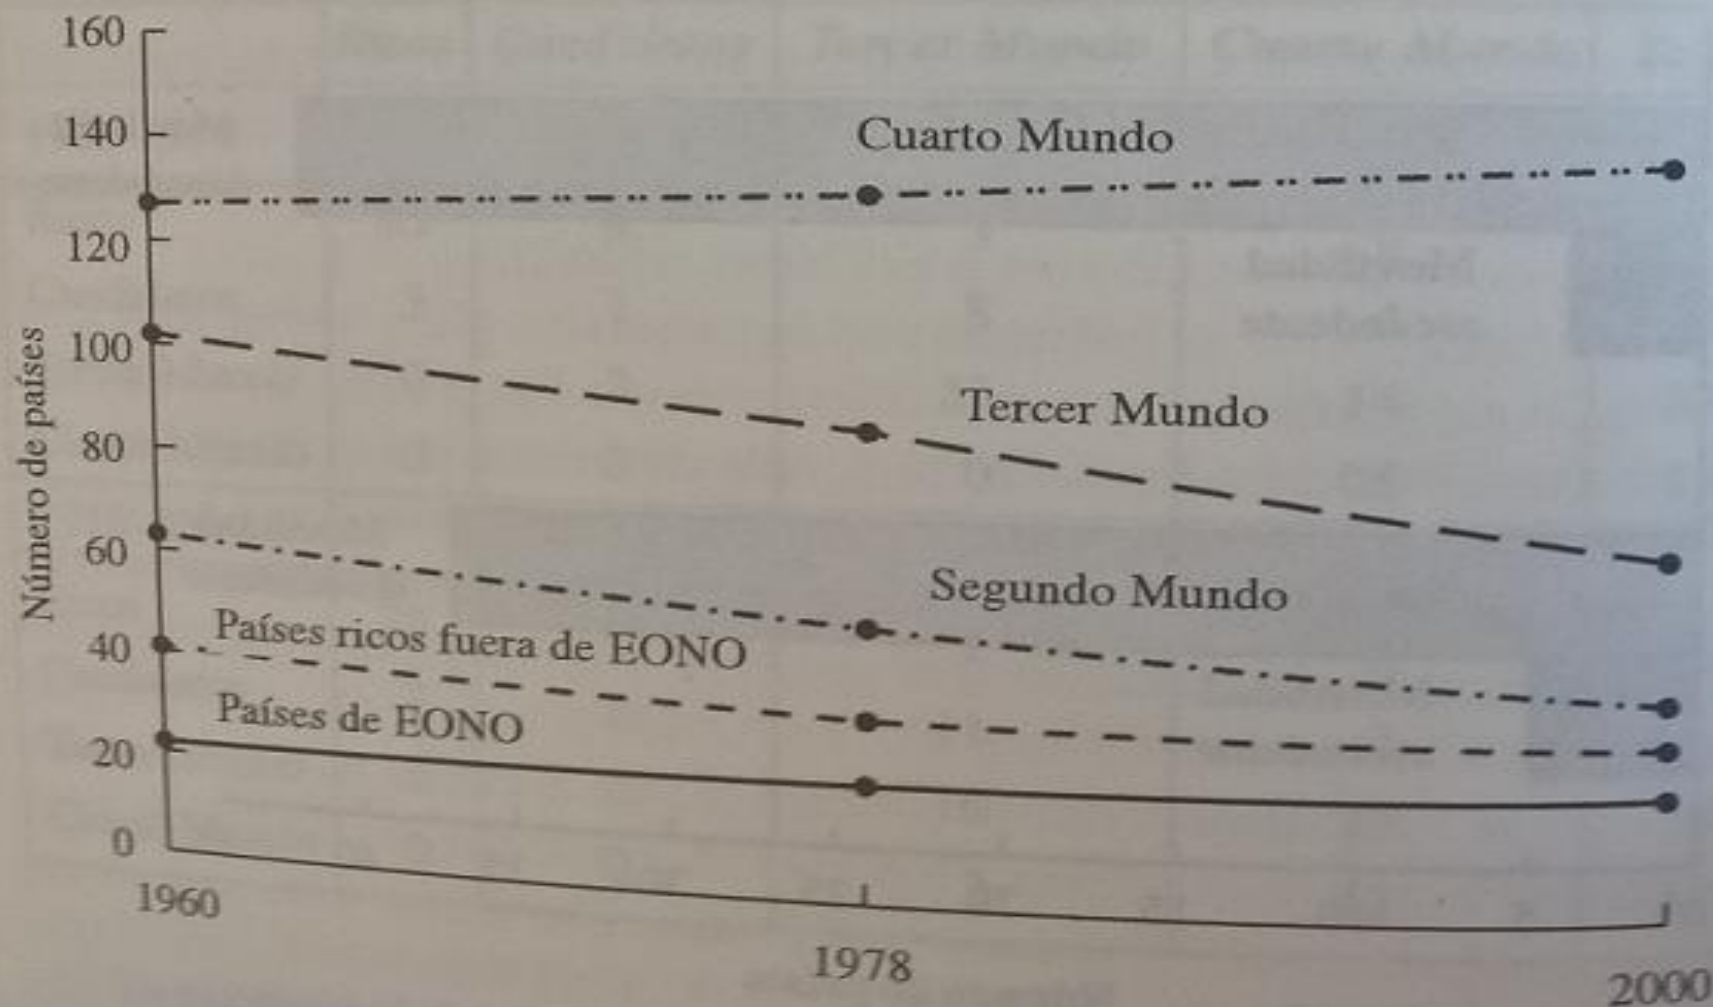 160
140
Cuarto Mundo
120
100
Tercer Mundo
80
60
Segundo Mundo
Países ricos fuera de EONO
40
Países de EONO
20
0
Número de países
1960
1978
2000